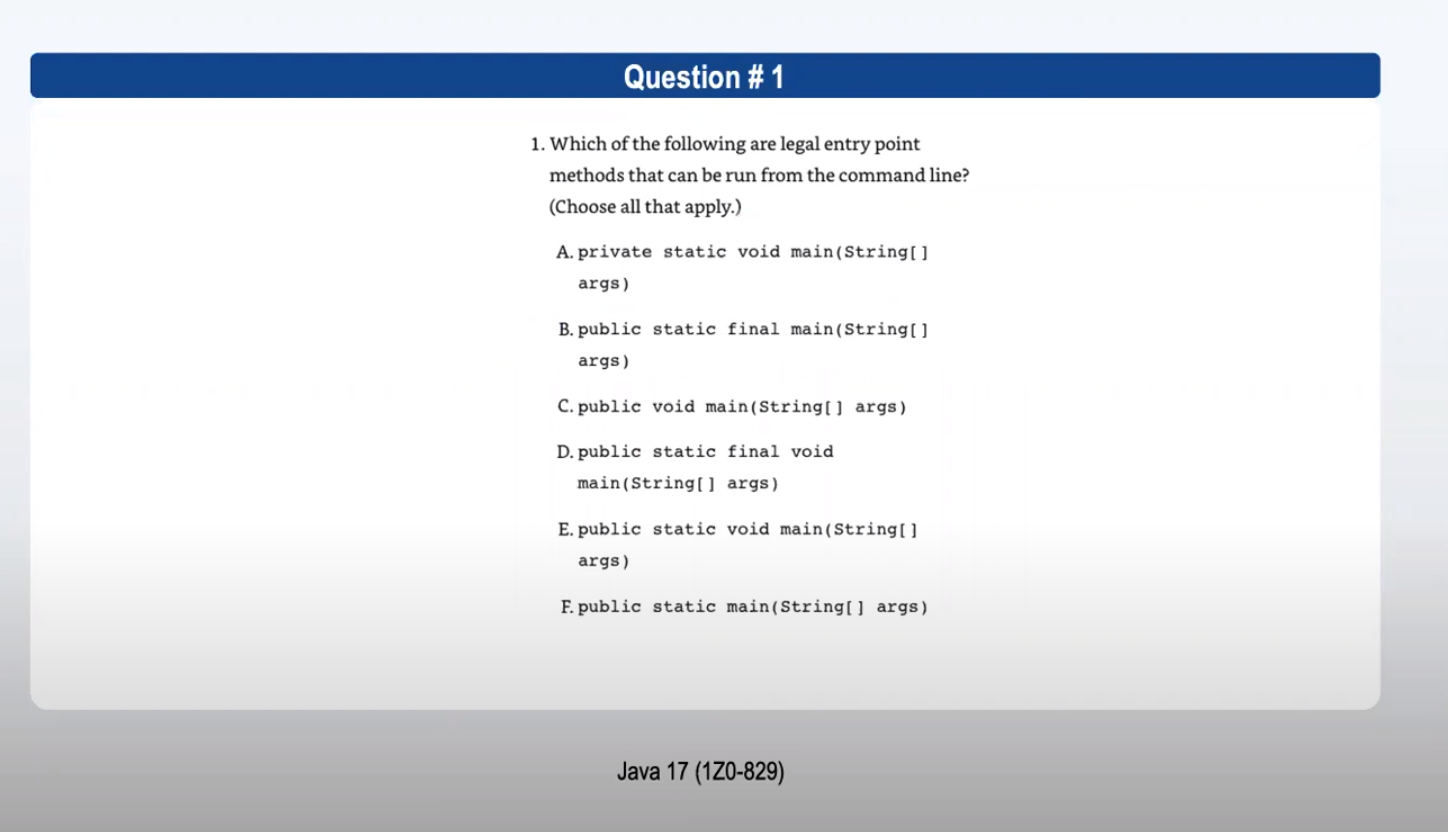 Question # 1
1. Which of the following are legal entry point
methods that can be run from the command line?
(Choose all that apply.)
A. private static void main(String[]
args)
B. public static final main(String[]
args)
C. public void main(String[] args)
D. public static final void
main(String[] args)
E. public static void main(String[]
args)
F. public static main(String[] args)
Java 17 (1Z0-829)